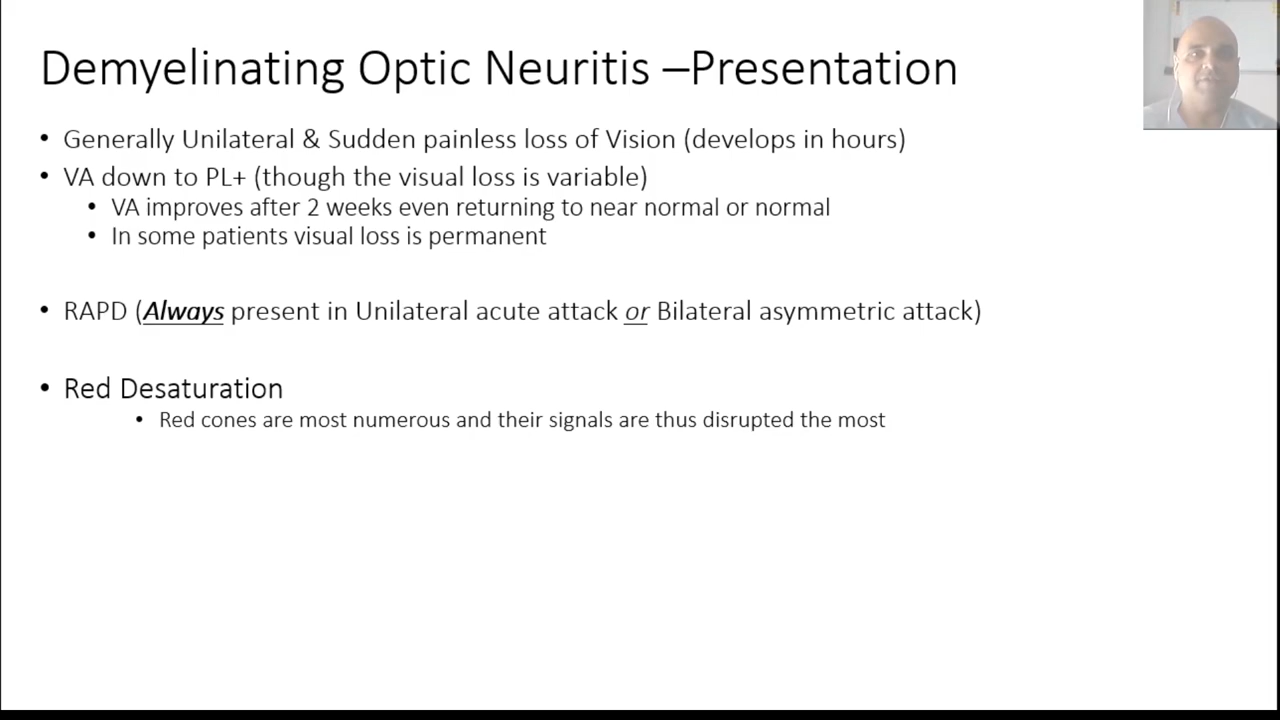 Demyelinating Optic Neuritis –Presentation
• Generally Unilateral & Sudden painless loss of Vision (develops in hours)
• VA down to PL+ (though the visual loss is variable)
• VA improves after 2 weeks even returning to near normal or normal
• In some patients visual loss is permanent
• RAPD (Always present in Unilateral acute attack or Bilateral asymmetric attack)
• Red Desaturation
• Red cones are most numerous and their signals are thus disrupted the most